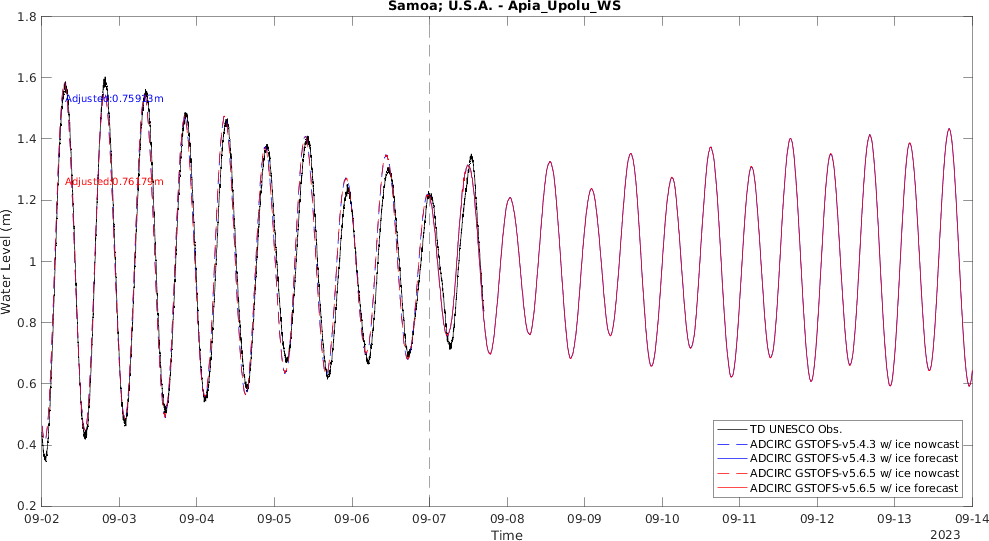 Samoa; U.S.A. - Apia_Upolu_WS
1.8
1.6
1.4
1.2
1
0.8
0.6
0.4
0.2
Water Level (m)
Adjusted:0.76179m
TD UNESCO Obs.
ADCIRC GSTOFS-v5.4.3 w/ ice nowcast
ADCIRC GSTOFS-v5.4.3 w/ ice forecast
ADCIRC GSTOFS-v5.6.5 w/ ice nowcast
ADCIRC GSTOFS-v5.6.5 w/ ice forecast
09-02 09-03 09-04 09-05 09-06 09-07 09-08 09-09 09-10 09-11 09-12 09-13 09-14
Time
2023